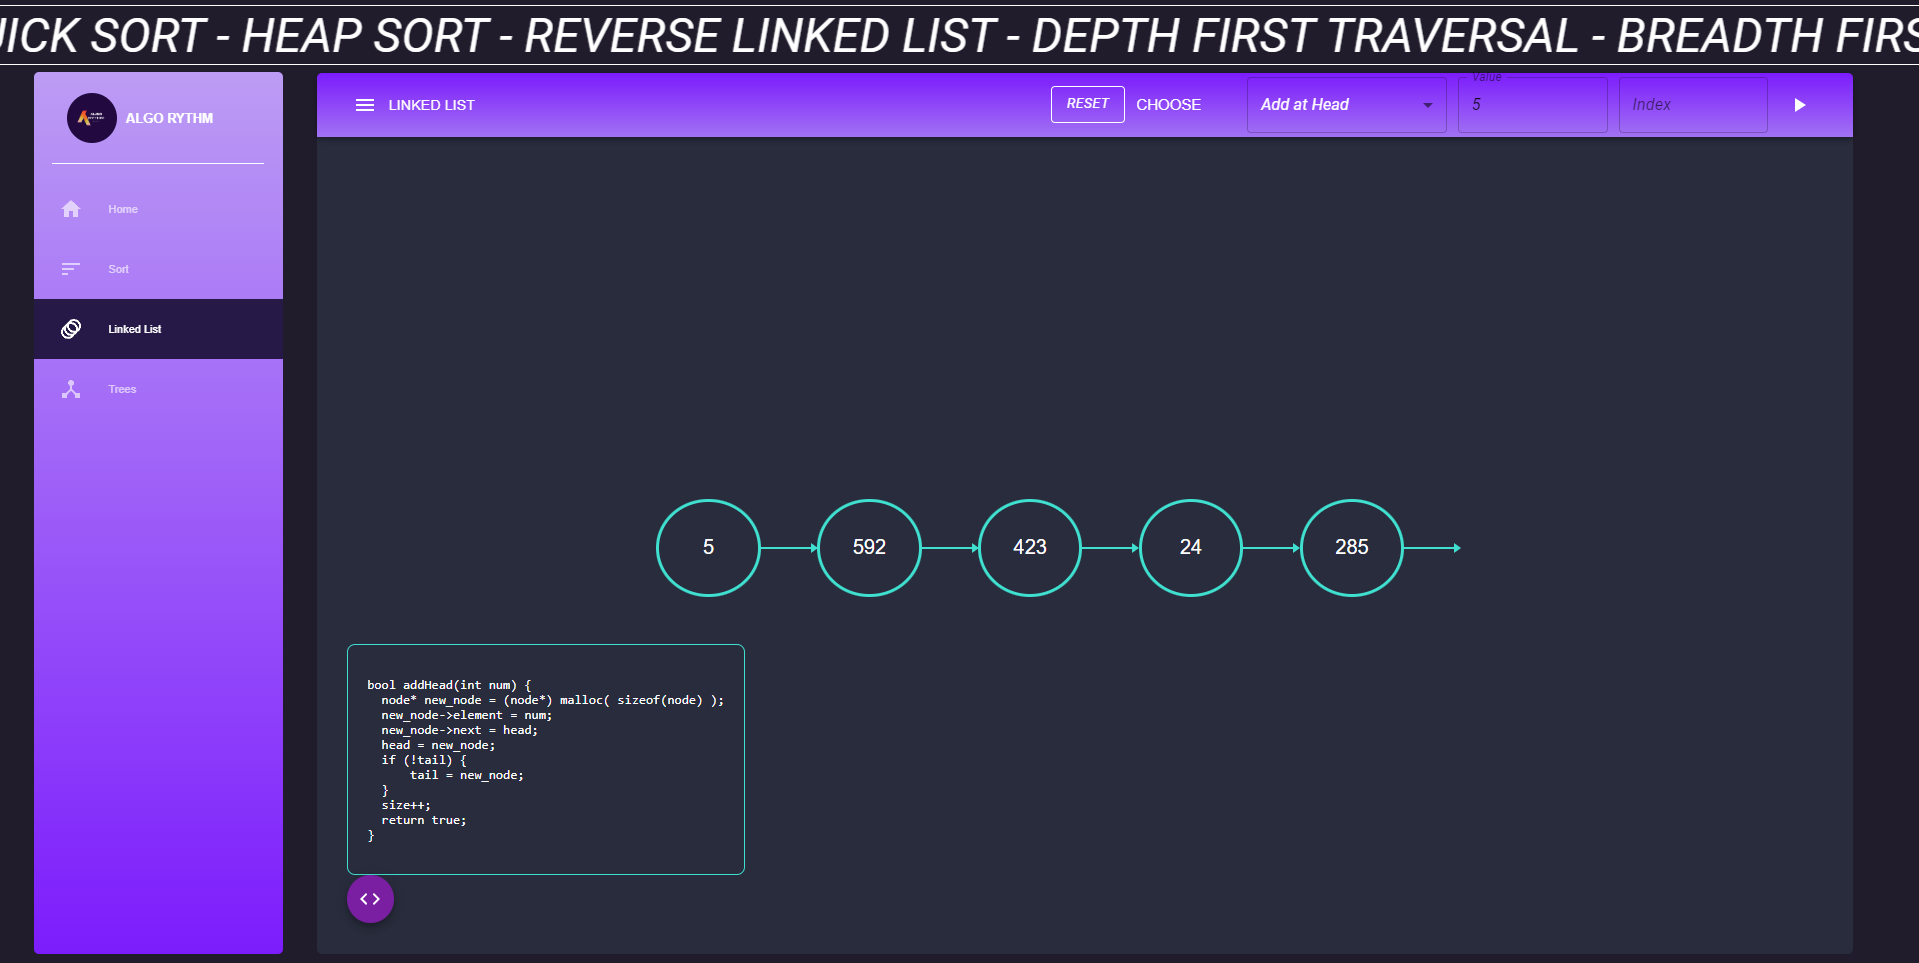 UICK SORT - HEAP SORT - REVERSE LINKED LIST - DEPTH FIRST TRAVERSAL - BREADTH FIRS
ALGO RYTHM
Home
Sort
Linked List
Trees
LINKED LIST
RESET
CHOOSE
Add at Head
Value
5
Index
5
592
423
24
285
bool addHead(int num) {
  node* new_node = (node*) malloc( sizeof(node) );
  new_node->element = num;
  new_node->next = head;
  head = new_node;
  if (!tail) {
      tail = new_node;
  }
  size++;
  return true;
}
< >